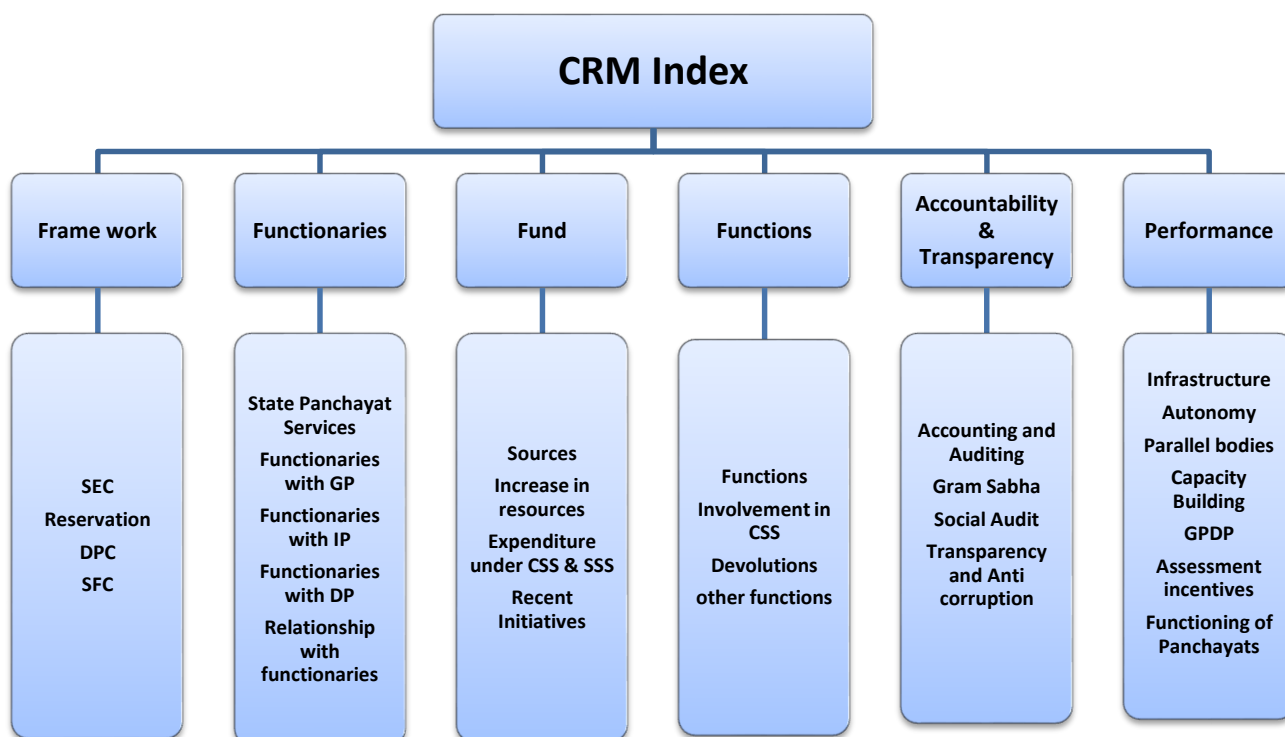 CRM Index
Frame work
Functionaries
Fund
Functions
Accountability
&
Transparency
Performance
SEC
Reservation
DPC
SFC
State Panchayat
Services
Functionaries
with GP
Functionaries
with IP
Functionaries
with DP
Relationship
with
functionaries
Sources
Increase in
resources
Expenditure
under CSS & SSS
Recent
Initiatives
Functions
Involvement in
CSS
Devolutions
other functions
Accounting and
Auditing
Gram Sabha
Social Audit
Transparency
and Anti
corruption
Infrastructure
Autonomy
Parallel bodies
Capacity
Building
GPDP
Assessment
incentives
Functioning of
Panchayats